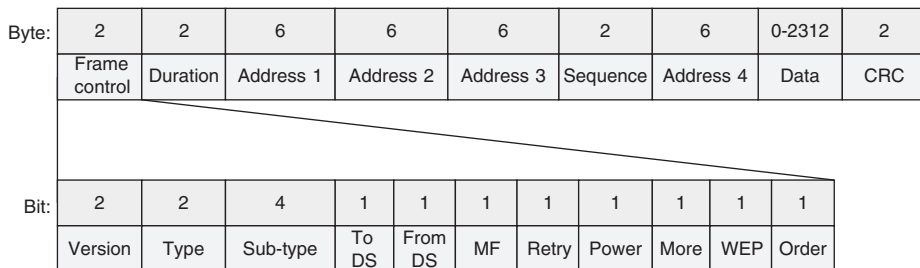 Byte: 2 2 6 6 6 2 6 0-2312 2
Frame control Duration Address 1 Address 2 Address 3 Sequence Address 4 Data CRC
Bit: 2 2 4 1 1 1 1 1 1 1 1
Version Type Sub-type To DS From DS MF Retry Power More WEP Order